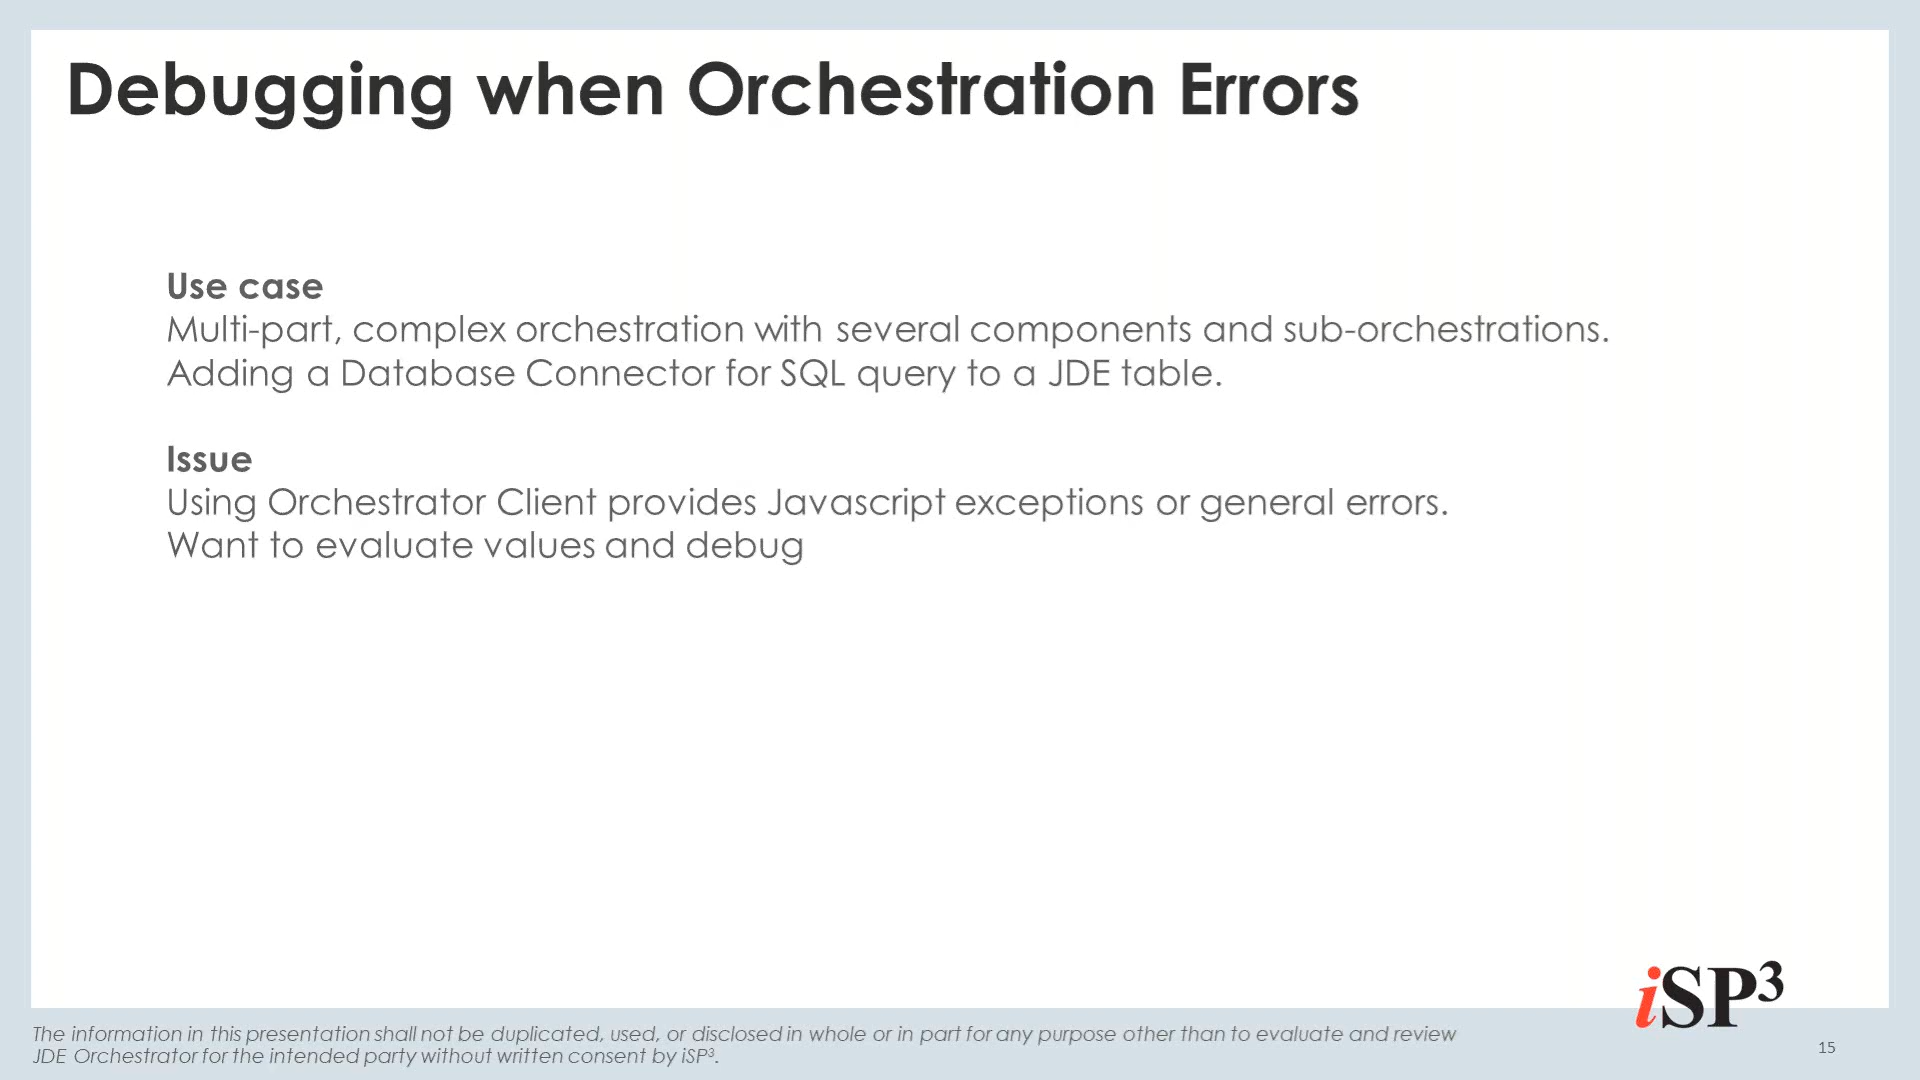 Debugging when Orchestration Errors
Use case
Multi-part, complex orchestration with several components and sub-orchestrations.
Adding a Database Connector for SQL query to a JDE table.
Issue
Using Orchestrator Client provides Javascript exceptions or general errors.
Want to evaluate values and debug
iSP³
The information in this presentation shall not be duplicated, used, or disclosed in whole or in part for any purpose other than to evaluate and review
JDE Orchestrator for the intended party without written consent by iSP³.
15